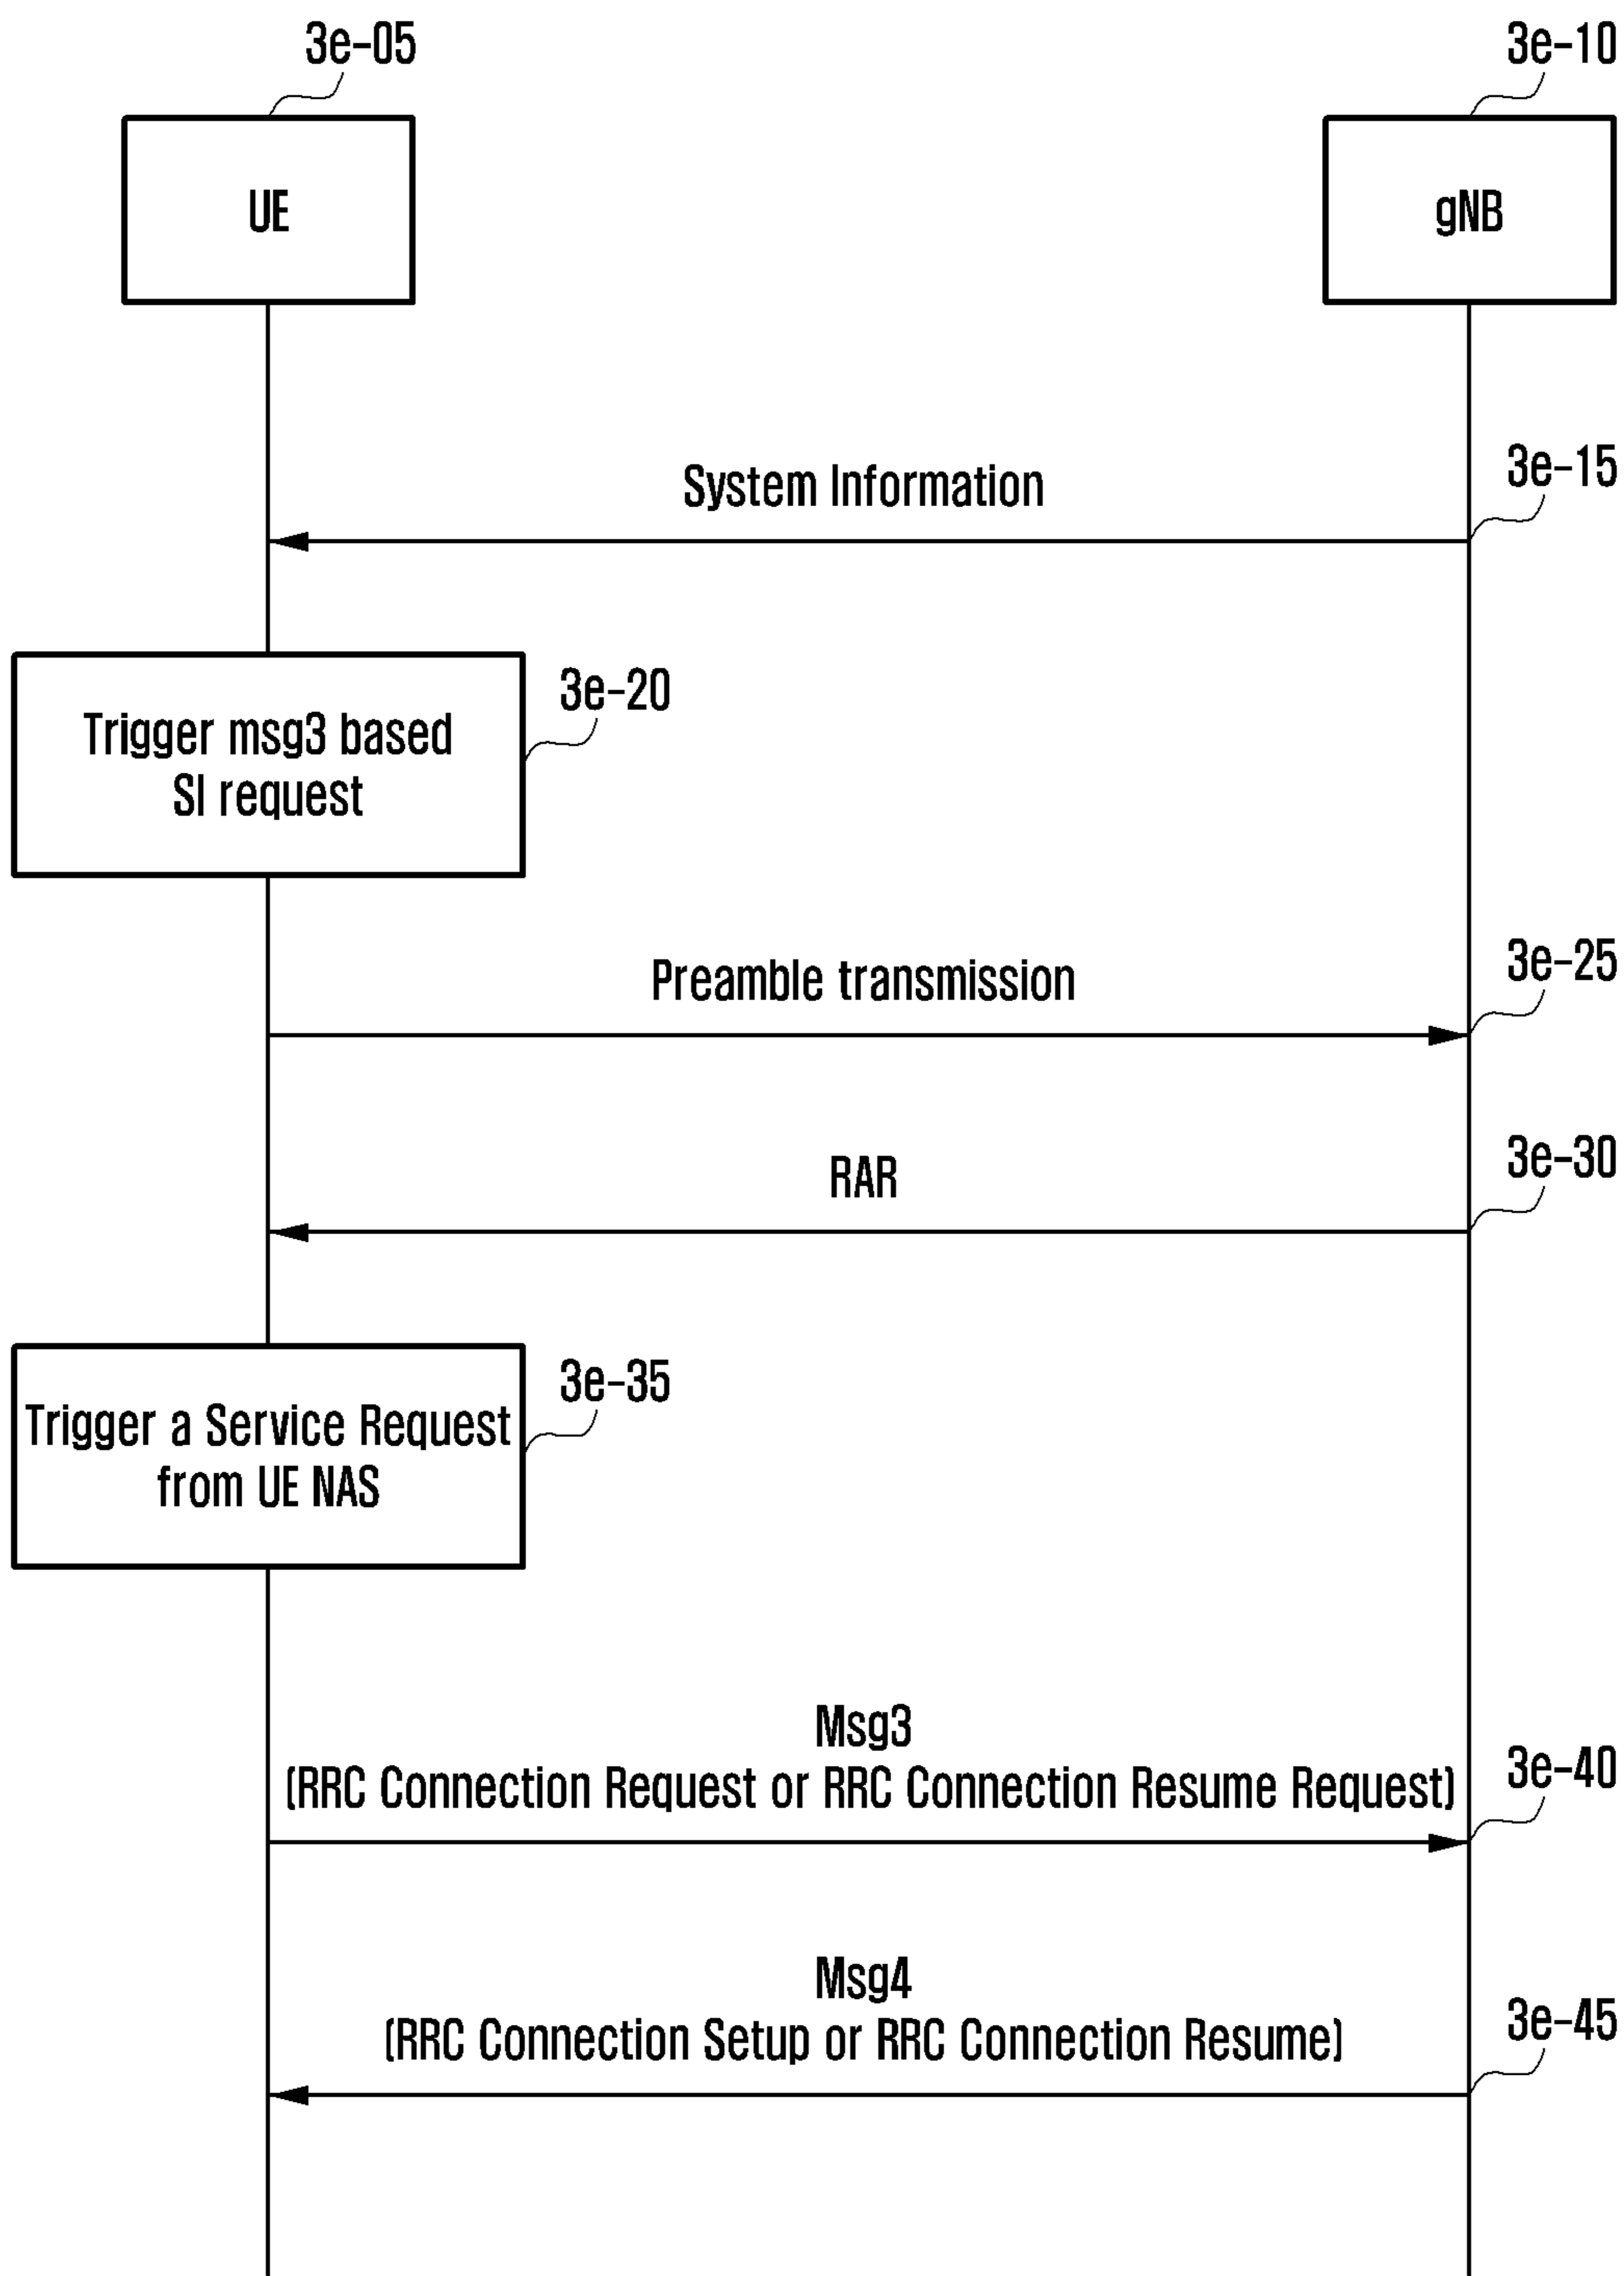 3e-05
3e-10
UE
gNB
System Information
3e-15
Trigger msg3 based
SI request
3e-20
Preamble transmission
3e-25
RAR
3e-30
Trigger a Service Request
from UE NAS
3e-35
Msg3
(RRC Connection Request or RRC Connection Resume Request)
3e-40
Msg4
(RRC Connection Setup or RRC Connection Resume)
3e-45